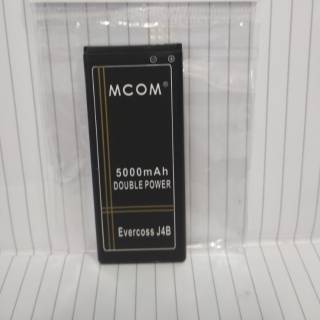 MCOM®
5000mAh
DOUBLE POWER
Evercoss J4B